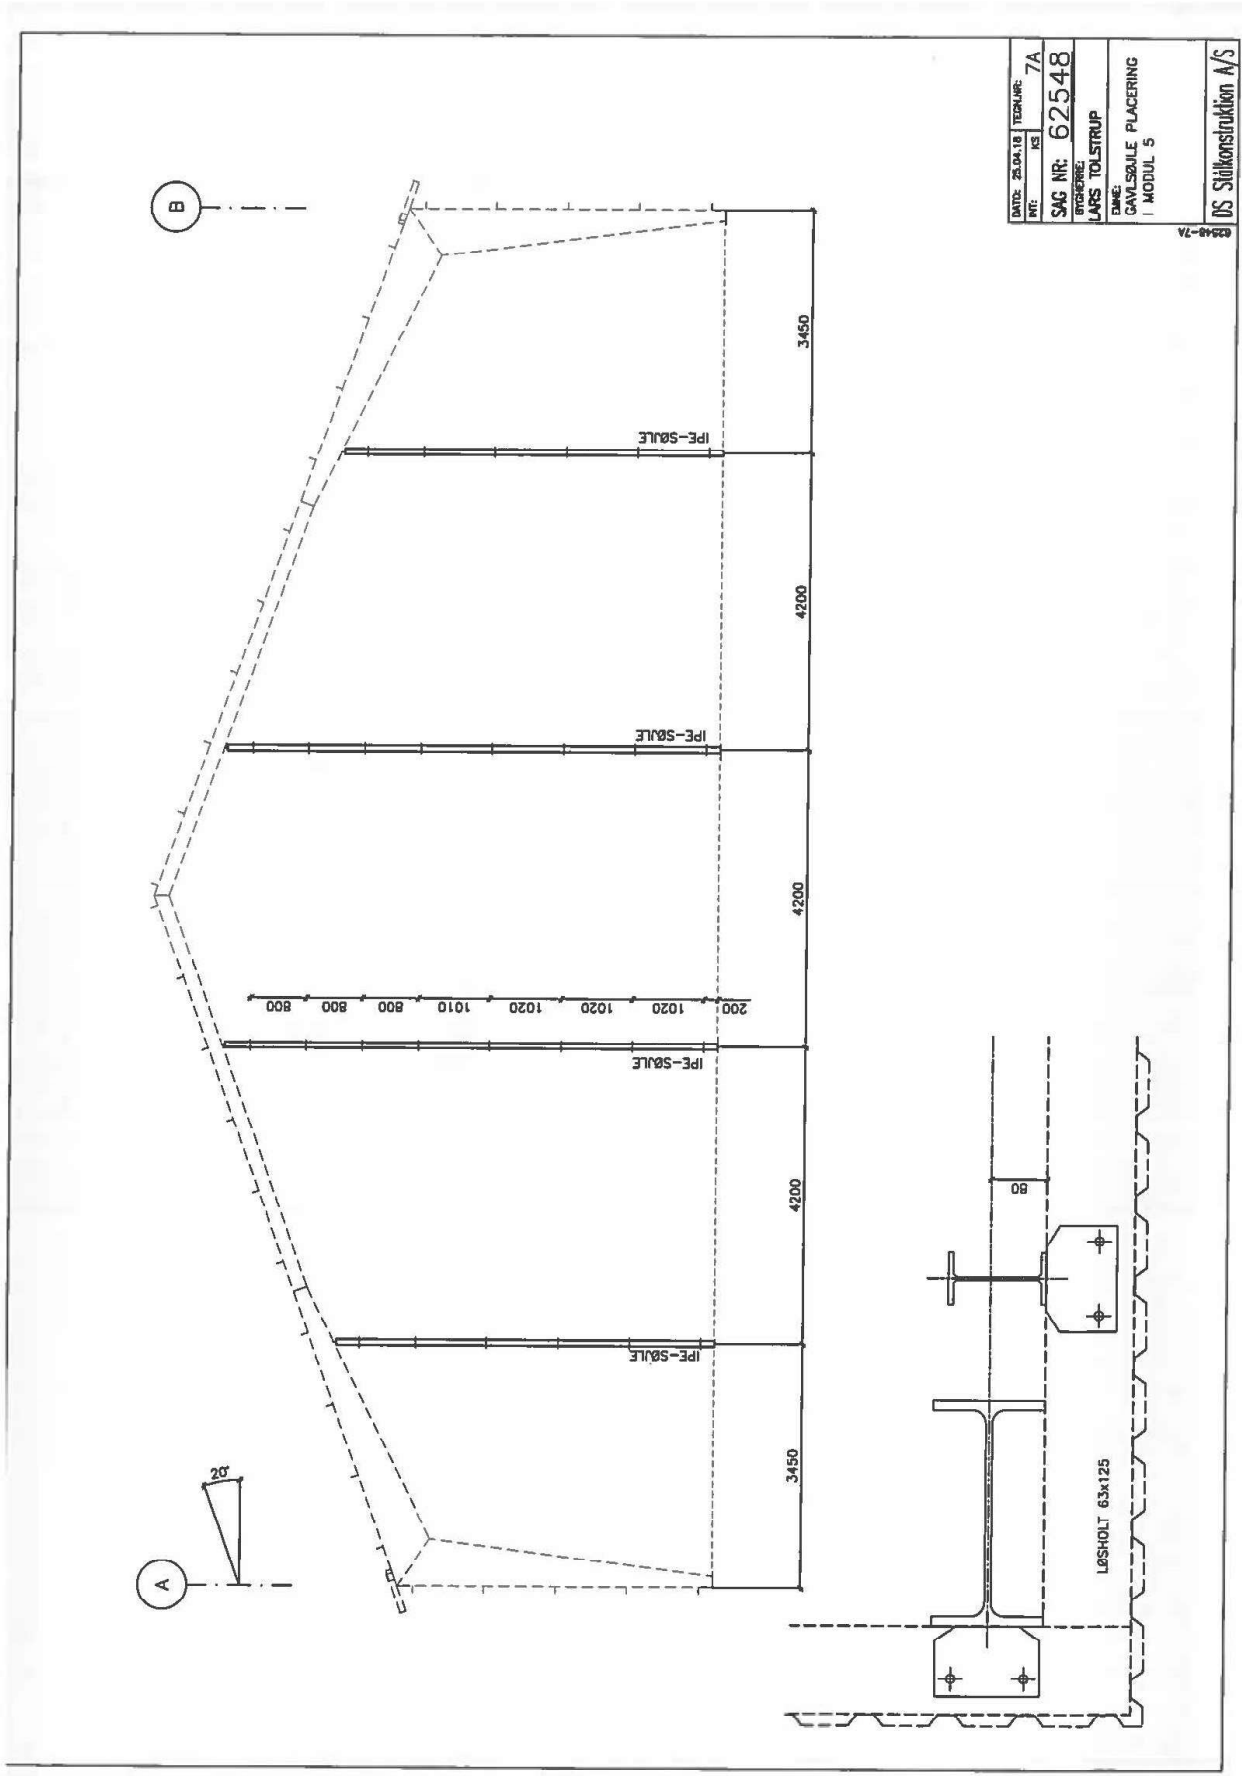 DATO: 25.04.18
TEGN.NR:
7A
INT: KS
SAG NR: 62548
BYGHERRE:
LARS TOLSTRUP
EMNE:
GAVLSØJLE PLACERING
I MODUL 5
DS Stålkonstruktion A/S
62548-7A
A
20°
B
IPE-SØJLE
IPE-SØJLE
IPE-SØJLE
IPE-SØJLE
800
800
800
1010
1020
1020
1020
200
3450
4200
4200
4200
3450
80
LØSHOLT 63x125